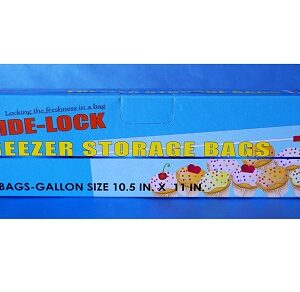 Locking the freshness in a bag
IDE-LOCK
EEZER STORAGE BAGS
BAGS-GALLON SIZE 10.5 IN. X 11 IN.